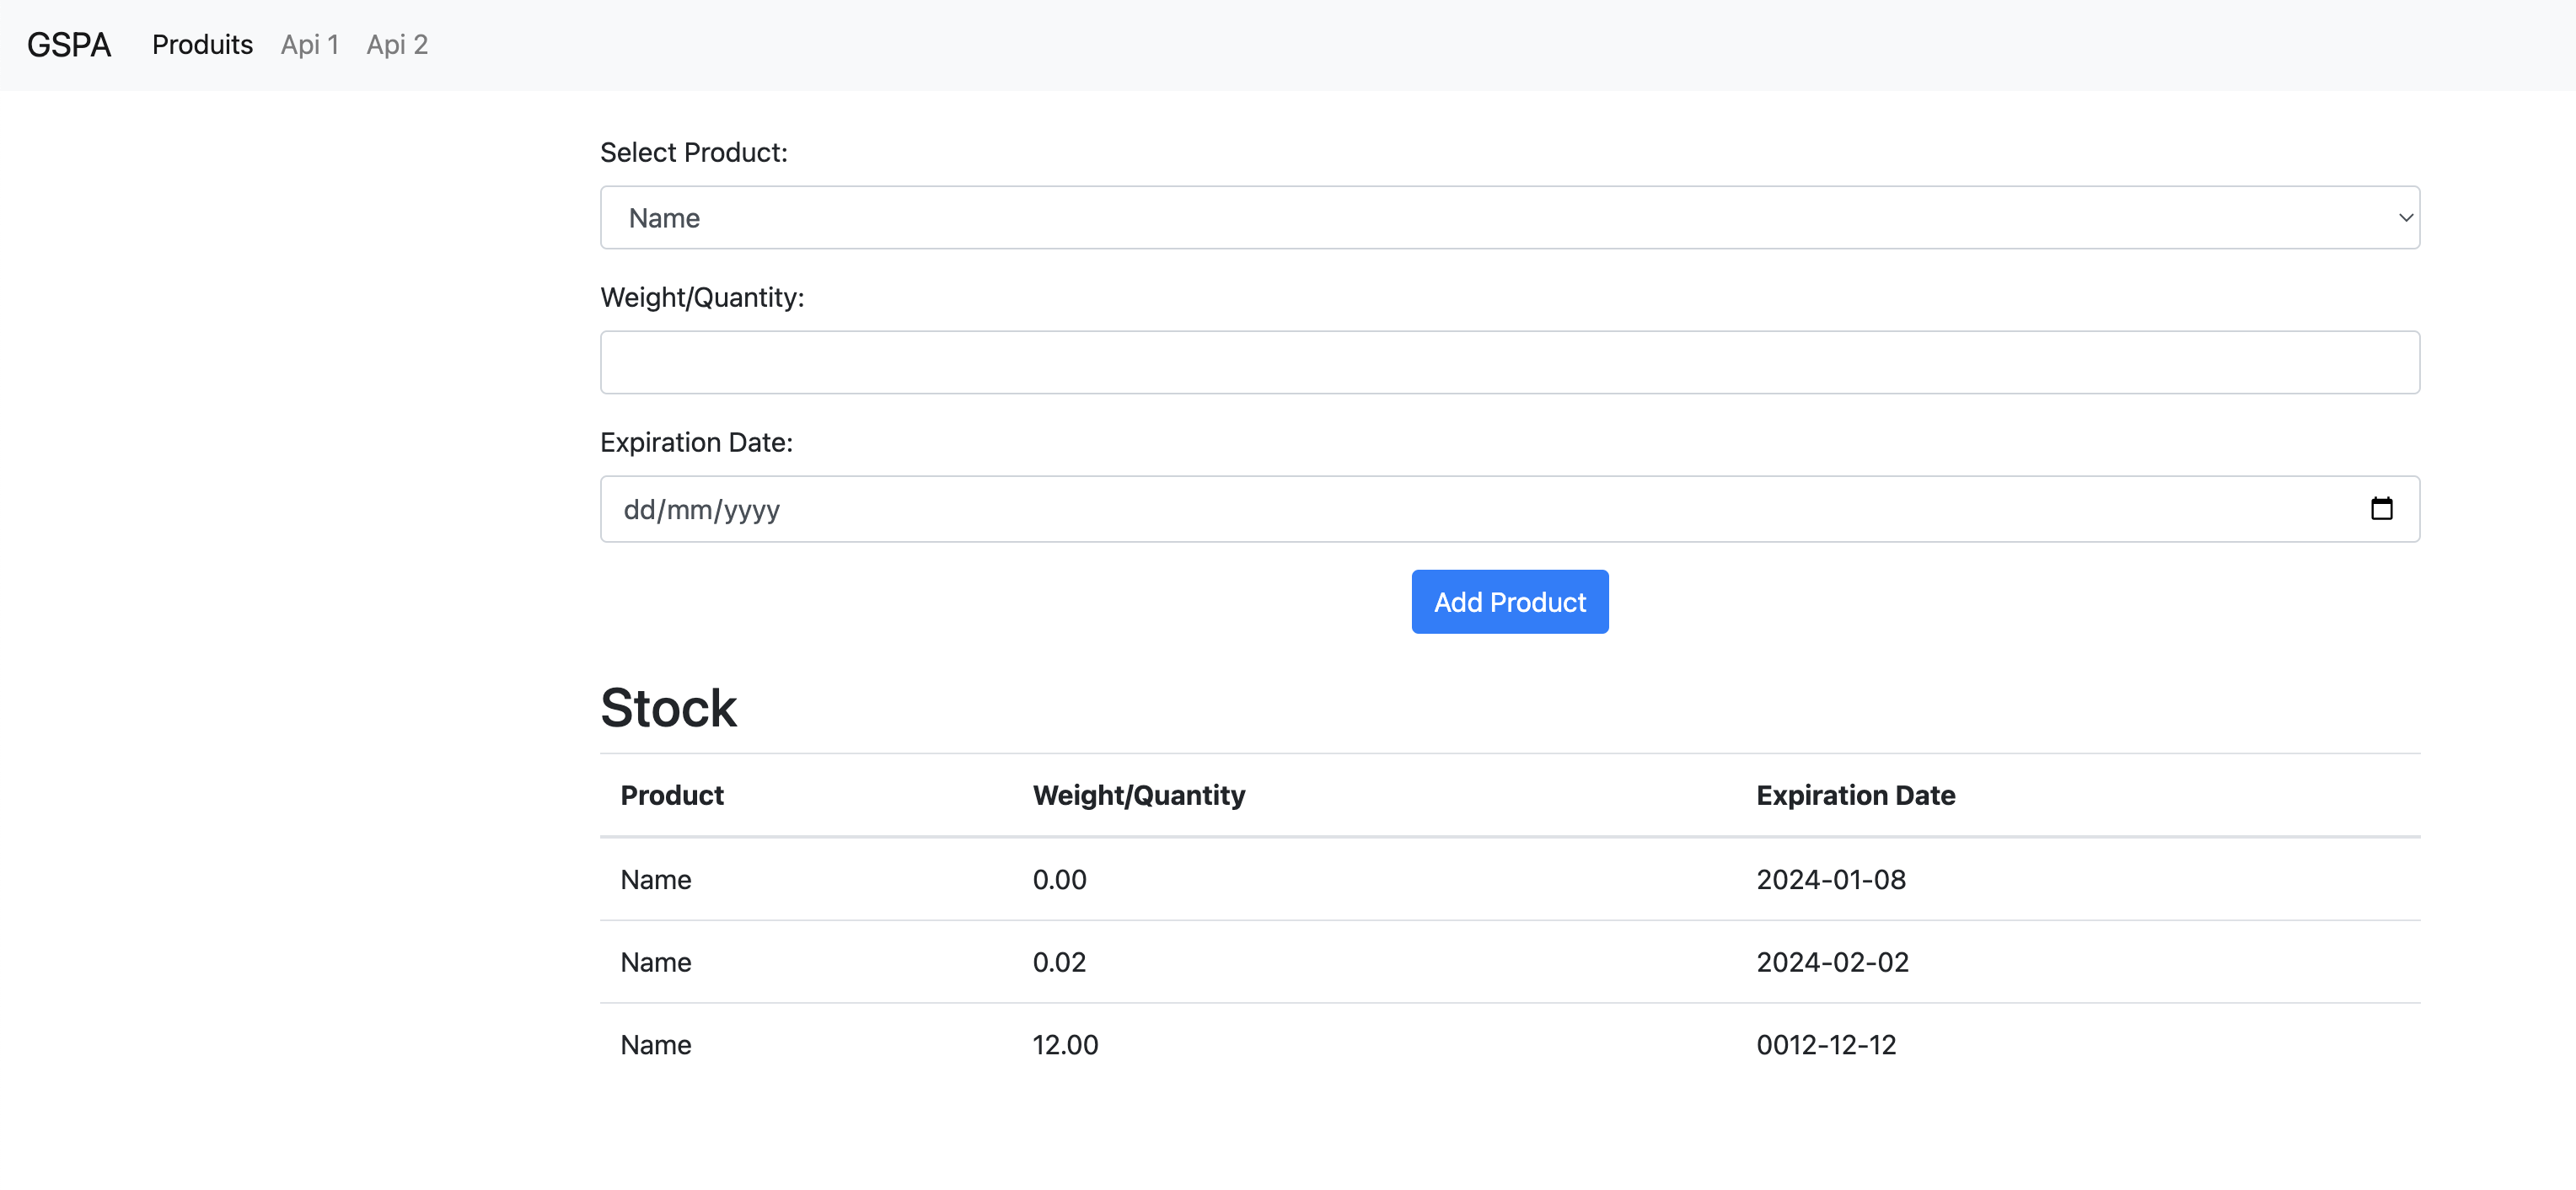 GSPA Produits Api 1 Api 2
Select Product:
Name
Weight/Quantity:
Expiration Date:
dd/mm/yyyy
Add Product
Stock
Product Weight/Quantity Expiration Date
Name 0.00 2024-01-08
Name 0.02 2024-02-02
Name 12.00 0012-12-12